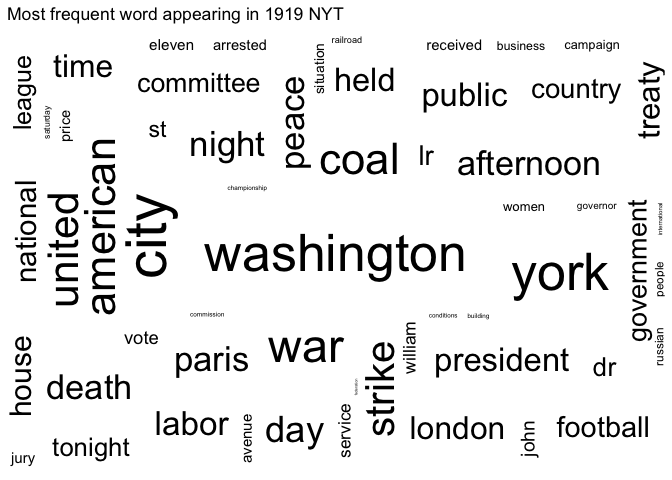 Most frequent word appearing in 1919 NYT
eleven
arrested
railroad
received
business
campaign
league
time
committee
situation
held
public
country
treaty
saturday
price
st
night
peace
coal
lr
afternoon
national
united
american
city
championship
washington
women
governor
york
government
international
people
russian
commission
conditions
building
house
vote
paris
war
william
president
dr
death
federation
strike
labor
avenue
day
service
london
john
football
jury
tonight